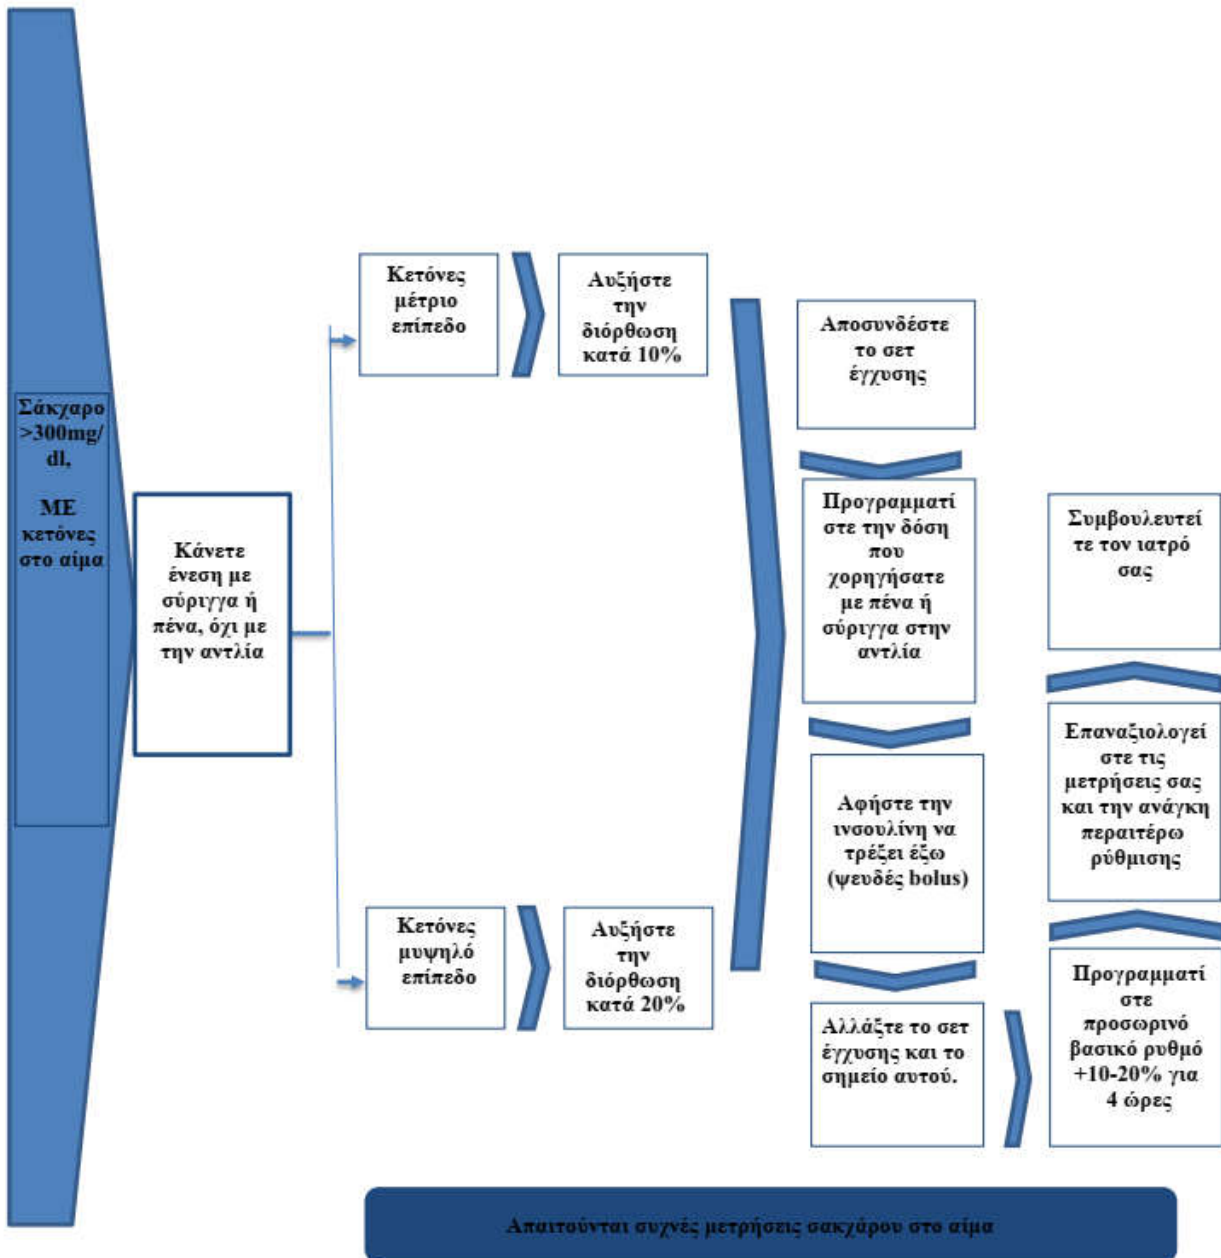 Σάκχαρο
>300mg/
dl,
ΜΕ
κετόνες
στο αίμα
Κάνετε
ένεση με
σύριγγα ή
πένα, όχι με
την αντλία
Κετόνες
μέτριο
επίπεδο
Αυξήστε
την
διόρθωση
κατά 10%
Κετόνες
μυψηλό
επίπεδο
Αυξήστε
την
διόρθωση
κατά 20%
Αποσυνδέστε
το σετ
έγχυσης
Προγραμματί
στε την δόση
που
χορηγήσατε
με πένα ή
σύριγγα στην
αντλία
Αφήστε την
ινσουλίνη να
τρέξει έξω
(ψευδές bolus)
Αλλάξτε το σετ
έγχυσης και το
σημείο αυτού.
Προγραμματί
στε
προσωρινό
βασικό ρυθμό
+10-20% για
4 ώρες
Επαναξιολογεί
στε τις
μετρήσεις σας
και την ανάγκη
περαιτέρω
ρύθμισης
Συμβουλευτεί
τε τον ιατρό
σας
Απαιτούνται συχνές μετρήσεις σακχάρου στο αίμα